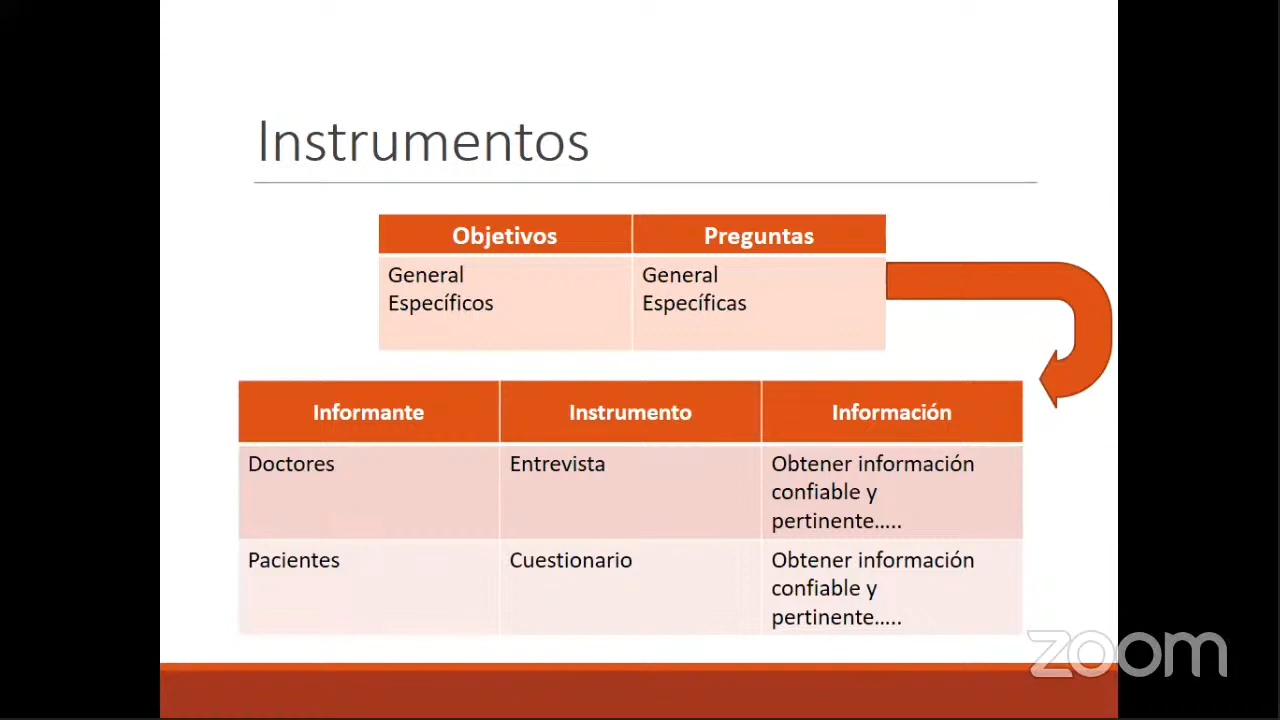 Instrumentos
Objetivos Preguntas
General General
Específicos Específicas
Informante Instrumento Información
Doctores Entrevista Obtener información
confiable y
pertinente…..
Pacientes Cuestionario Obtener información
confiable y
pertinente…..
zoom